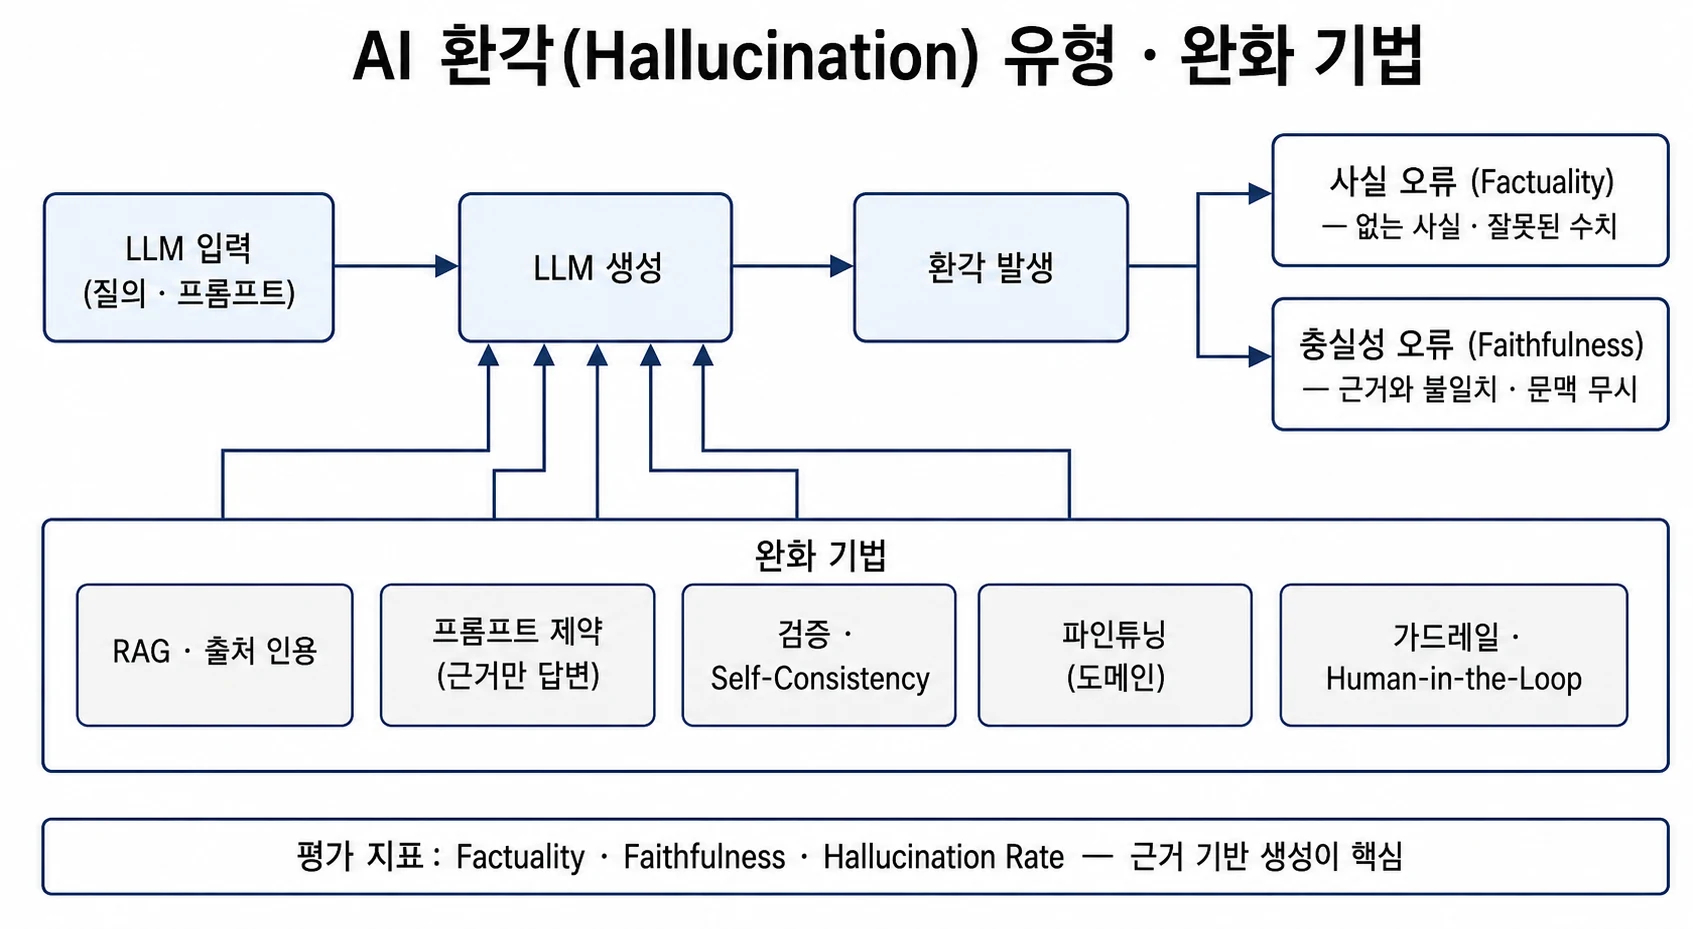 AI 환각(Hallucination) 유형 · 완화 기법
LLM 입력
(질의 · 프롬프트)
LLM 생성
환각 발생
사실 오류 (Factuality)
— 없는 사실 · 잘못된 수치
충실성 오류 (Faithfulness)
— 근거와 불일치 · 문맥 무시
완화 기법
RAG · 출처 인용
프롬프트 제약
(근거만 답변)
검증 ·
Self-Consistency
파인튜닝
(도메인)
가드레일 ·
Human-in-the-Loop
평가 지표 : Factuality · Faithfulness · Hallucination Rate — 근거 기반 생성이 핵심